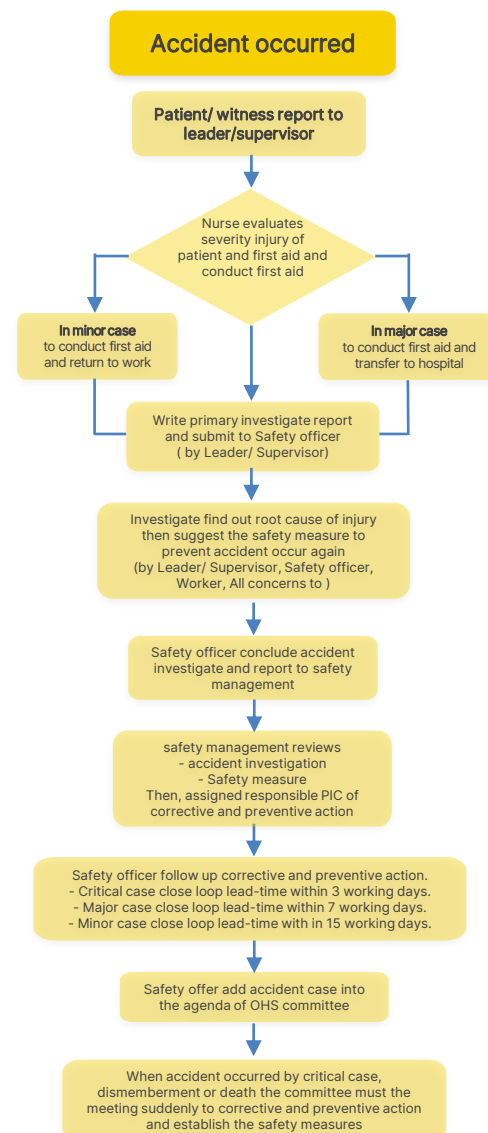 Accident occurred
Patient/ witness report to
leader/supervisor
Nurse evaluates
severity injury of
patient and first aid and
conduct first aid
In minor case
to conduct first aid
and return to work
In major case
to conduct first aid and
transfer to hospital
Write primary investigate report
and submit to Safety officer
( by Leader/ Supervisor)
Investigate find out root cause of injury
then suggest the safety measure to
prevent accident occur again
(by Leader/ Supervisor, Safety officer,
Worker, All concerns to )
Safety officer conclude accident
investigate and report to safety
management
safety management reviews
- accident investigation
- Safety measure
Then, assigned responsible PIC of
corrective and preventive action
Safety officer follow up corrective and preventive action.
- Critical case close loop lead-time within 3 working days.
- Major case close loop lead-time within 7 working days.
- Minor case close loop lead-time with in 15 working days.
Safety offer add accident case into
the agenda of OHS committee
When accident occurred by critical case,
dismemberment or death the committee must the
meeting suddenly to corrective and preventive action
and establish the safety measures